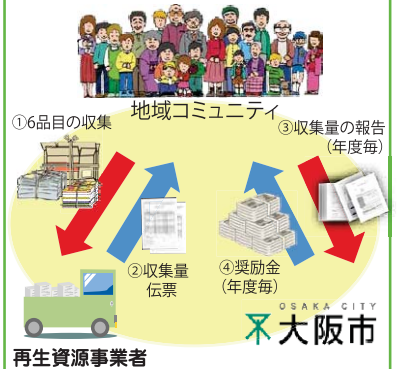 地域コミュニティ
①6品目の収集
③収集量の報告
（年度毎）
②収集量
伝票
④奨励金
（年度毎）
OSAKA CITY
大阪市
再生資源事業者